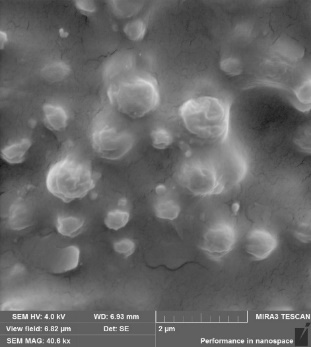 SEM HV: 4.0 kV WD: 6.93 mm MIRA3 TESCAN
View field: 6.82 µm Det: SE 2 µm
SEM MAG: 40.6 kx Performance in nanospace